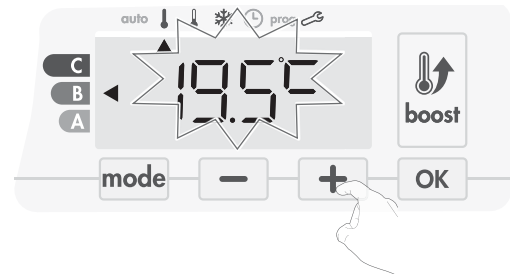 auto prog
C
19.5°C
B
A
boost
mode − + OK